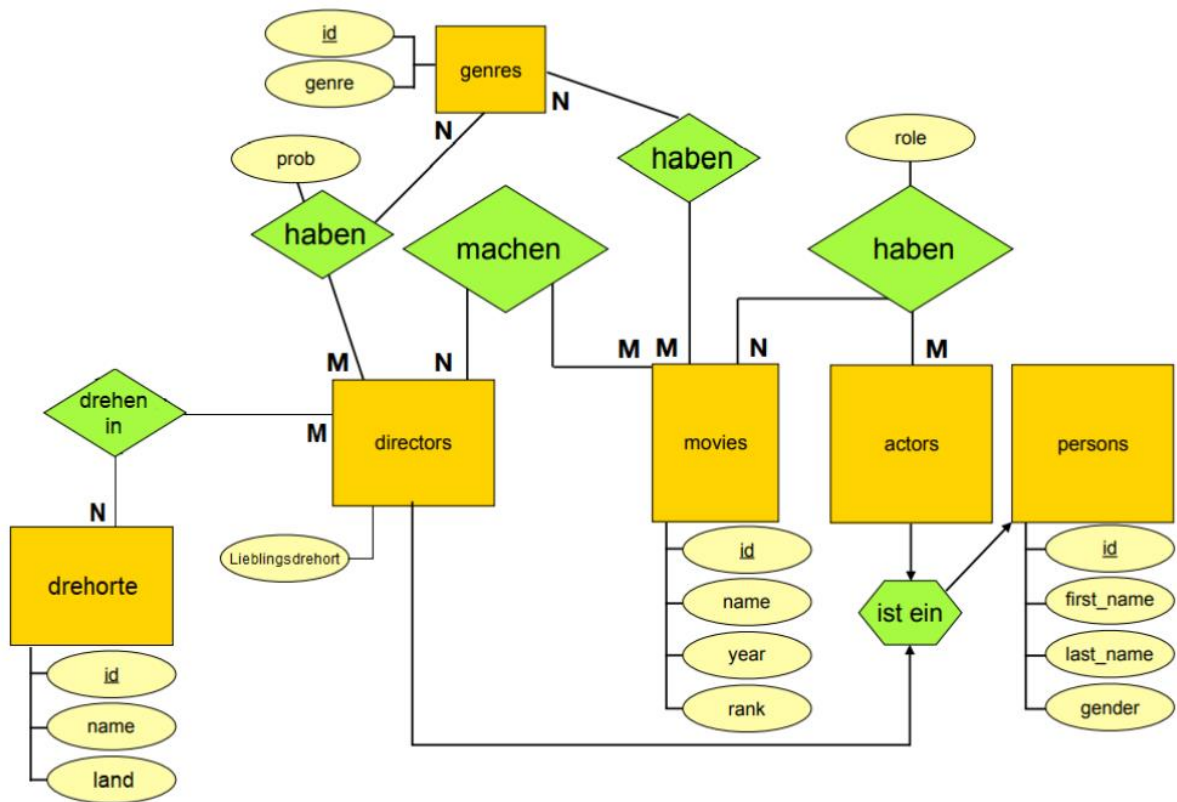 id
genres
genre
N
N
prob
haben
role
haben
machen
haben
M
N
M
M
N
M
drehen
in
M
directors
movies
actors
persons
N
Lieblingsdrehort
drehorte
id
name
year
rank
ist ein
id
first_name
last_name
gender
id
name
land